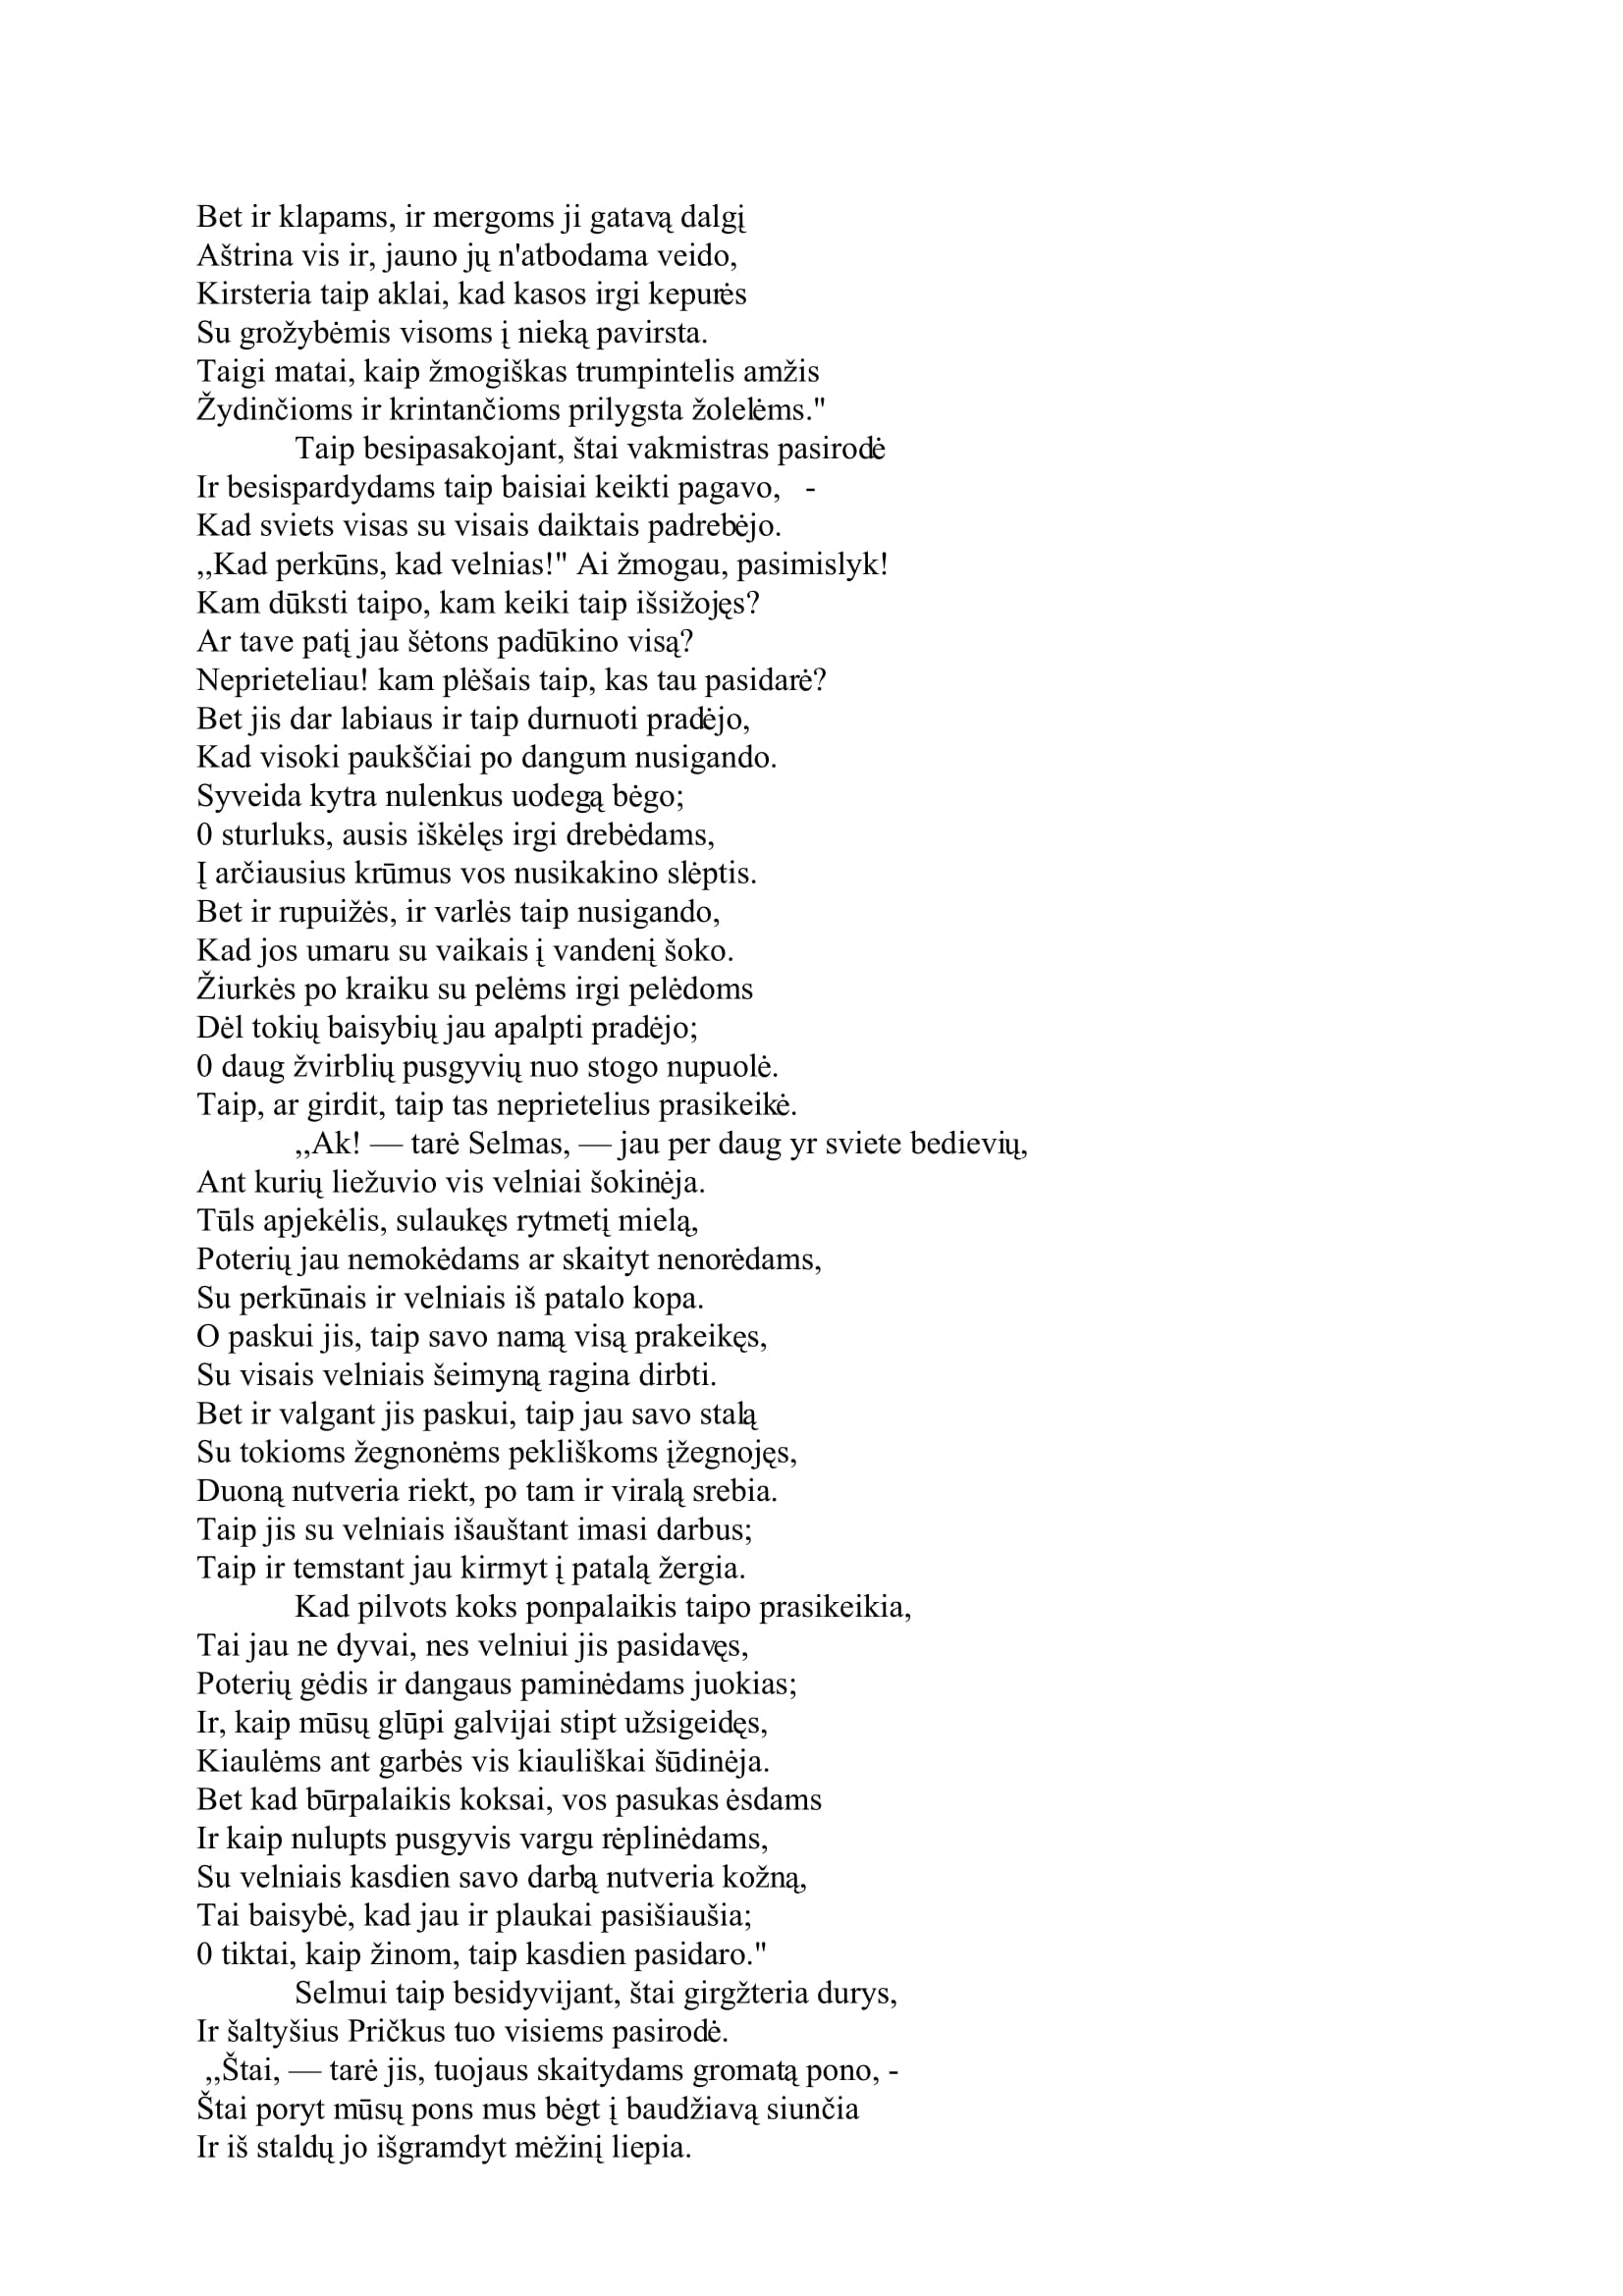 Bet ir klapams, ir mergoms ji gatavą dalgį
Aštrina vis ir, jauno jų n'atbodama veido,
Kirsteria taip aklai, kad kasos irgi kepurės
Su grožybėmis visoms į nieką pavirsta.
Taigi matai, kaip žmogiškas trumpintelis amžis
Žydinčioms ir krintančioms prilygsta žolelėms."
Taip besipasakojant, štai vakmistras pasirodė
Ir besispardydams taip baisiai keikti pagavo, -
Kad sviets visas su visais daiktais padrebėjo.
,,Kad perkūns, kad velnias!" Ai žmogau, pasimislyk!
Kam dūksti taipo, kam keiki taip išsižojęs?
Ar tave patį jau šėtons padūkino visą?
Neprieteliau! kam plėšais taip, kas tau pasidarė?
Bet jis dar labiaus ir taip durnuoti pradėjo,
Kad visoki paukščiai po dangum nusigando.
Syveida kytra nulenkus uodegą bėgo;
0 sturluks, ausis iškėlęs irgi drebėdams,
Į arčiausius krūmus vos nusikakino slėptis.
Bet ir rupuižės, ir varlės taip nusigando,
Kad jos umaru su vaikais į vandenį šoko.
Žiurkės po kraiku su pelėms irgi pelėdoms
Dėl tokių baisybių jau apalpti pradėjo;
0 daug žvirblių pusgyvių nuo stogo nupuolė.
Taip, ar girdit, taip tas neprietelius prasikeikė.
,,Ak! — tarė Selmas, — jau per daug yr sviete bedievių,
Ant kurių liežuvio vis velniai šokinėja.
Tūls apjekėlis, sulaukęs rytmetį mielą,
Poterių jau nemokėdams ar skaityt nenorėdams,
Su perkūnais ir velniais iš patalo kopa.
O paskui jis, taip savo namą visą prakeikęs,
Su visais velniais šeimyną ragina dirbti.
Bet ir valgant jis paskui, taip jau savo stalą
Su tokioms žegnonėms pekliškoms įžegnojęs,
Duoną nutveria riekt, po tam ir viralą srebia.
Taip jis su velniais išauštant imasi darbus;
Taip ir temstant jau kirmyt į patalą žergia.
Kad pilvots koks ponpalaikis taipo prasikeikia,
Tai jau ne dyvai, nes velniui jis pasidavęs,
Poterių gėdis ir dangaus paminėdams juokias;
Ir, kaip mūsų glūpi galvijai stipt užsigeidęs,
Kiaulėms ant garbės vis kiauliškai šūdinėja.
Bet kad būrpalaikis koksai, vos pasukas ėsdams
Ir kaip nulupts pusgyvis vargu rėplinėdams,
Su velniais kasdien savo darbą nutveria kožną,
Tai baisybė, kad jau ir plaukai pasišiaušia;
0 tiktai, kaip žinom, taip kasdien pasidaro."
Selmui taip besidyvijant, štai girgžteria durys,
Ir šaltyšius Pričkus tuo visiems pasirodė.
,,Štai, — tarė jis, tuojaus skaitydams gromatą pono, -
Štai poryt mūsų pons mus bėgt į baudžiavą siunčia
Ir iš staldų jo išgramdyt mėžinį liepia.